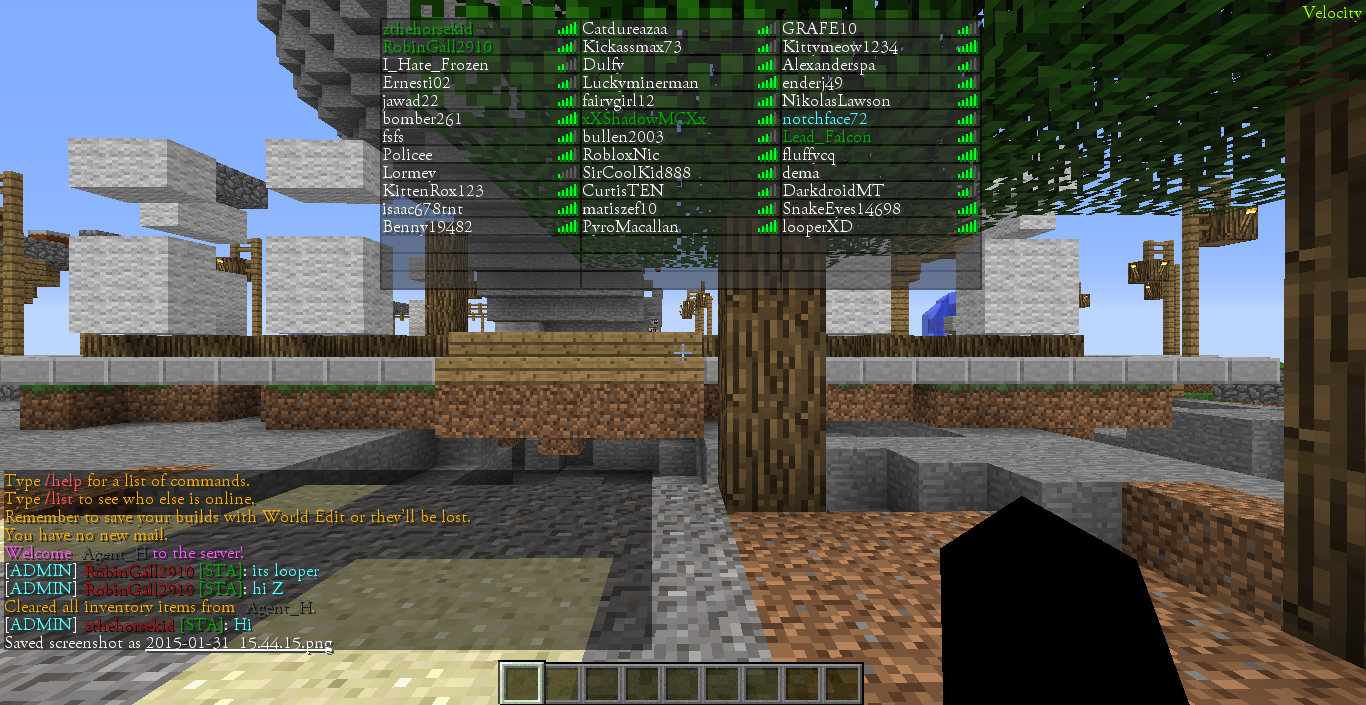 Velocity
zrhehorsekid Catdureazaa GRAFE10
RobinGall2910 Kickassmax73 Kittymeow1234
I_Hate_Frozen Dulfy Alexanderspa
Ernesti02 Luckyminerman enderj49
jawad22 fairygirl12 NikolasLawson
bomber261 xXShadowMCXx notchface72
fsfs bullen2003 Lead_Falcon
Policee RobloxNic fluffycq
Lormev SirCoolKid888 dema
KittenRox123 CurtisTEN DarkdroidMT
isaac678tnt matiszef10 SnakeEyes14698
Benny19482 PyroMacallan looperXD
Type /help for a list of commands.
Type /list to see who else is online.
Remember to save your builds with World Edit or they'll be lost.
You have no new mail.
Welcome Agent_H to the server!
[ADMIN] RobinGall2910 [STA]: its looper
[ADMIN] RobinGall2910 [STA]: hi Z
Cleared all inventory items from Agent_H.
[ADMIN] zrhehorsekid [STA]: Hi
Saved screenshot as 2015-01-31_15.44.15.png